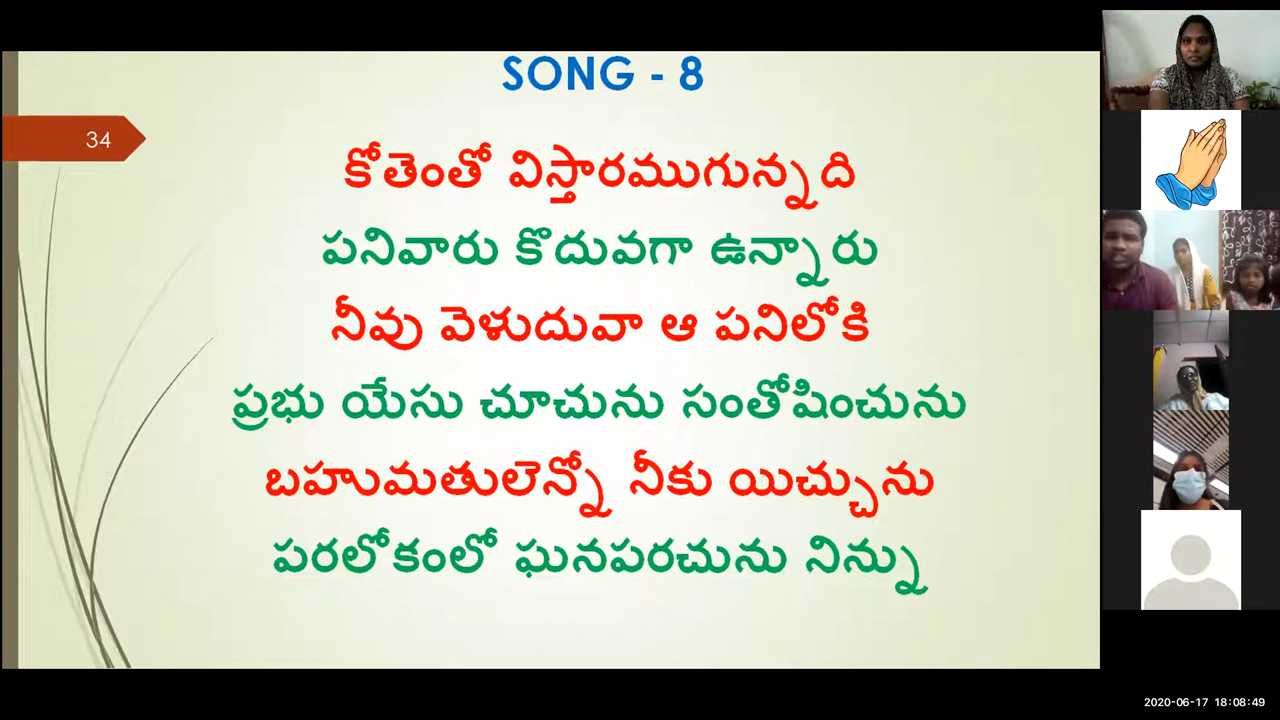 SONG - 8
34
కోతెంతో విస్తారముగున్నది
పనివారు కొదువగా ఉన్నారు
నీవు వెళుదువా ఆ పనిలోకి
ప్రభు యేసు చూచును సంతోషించును
బహుమతులెన్నో నీకు యిచ్చును
పరలోకంలో ఘనపరచును నిన్ను
2020-06-17 18:08:49